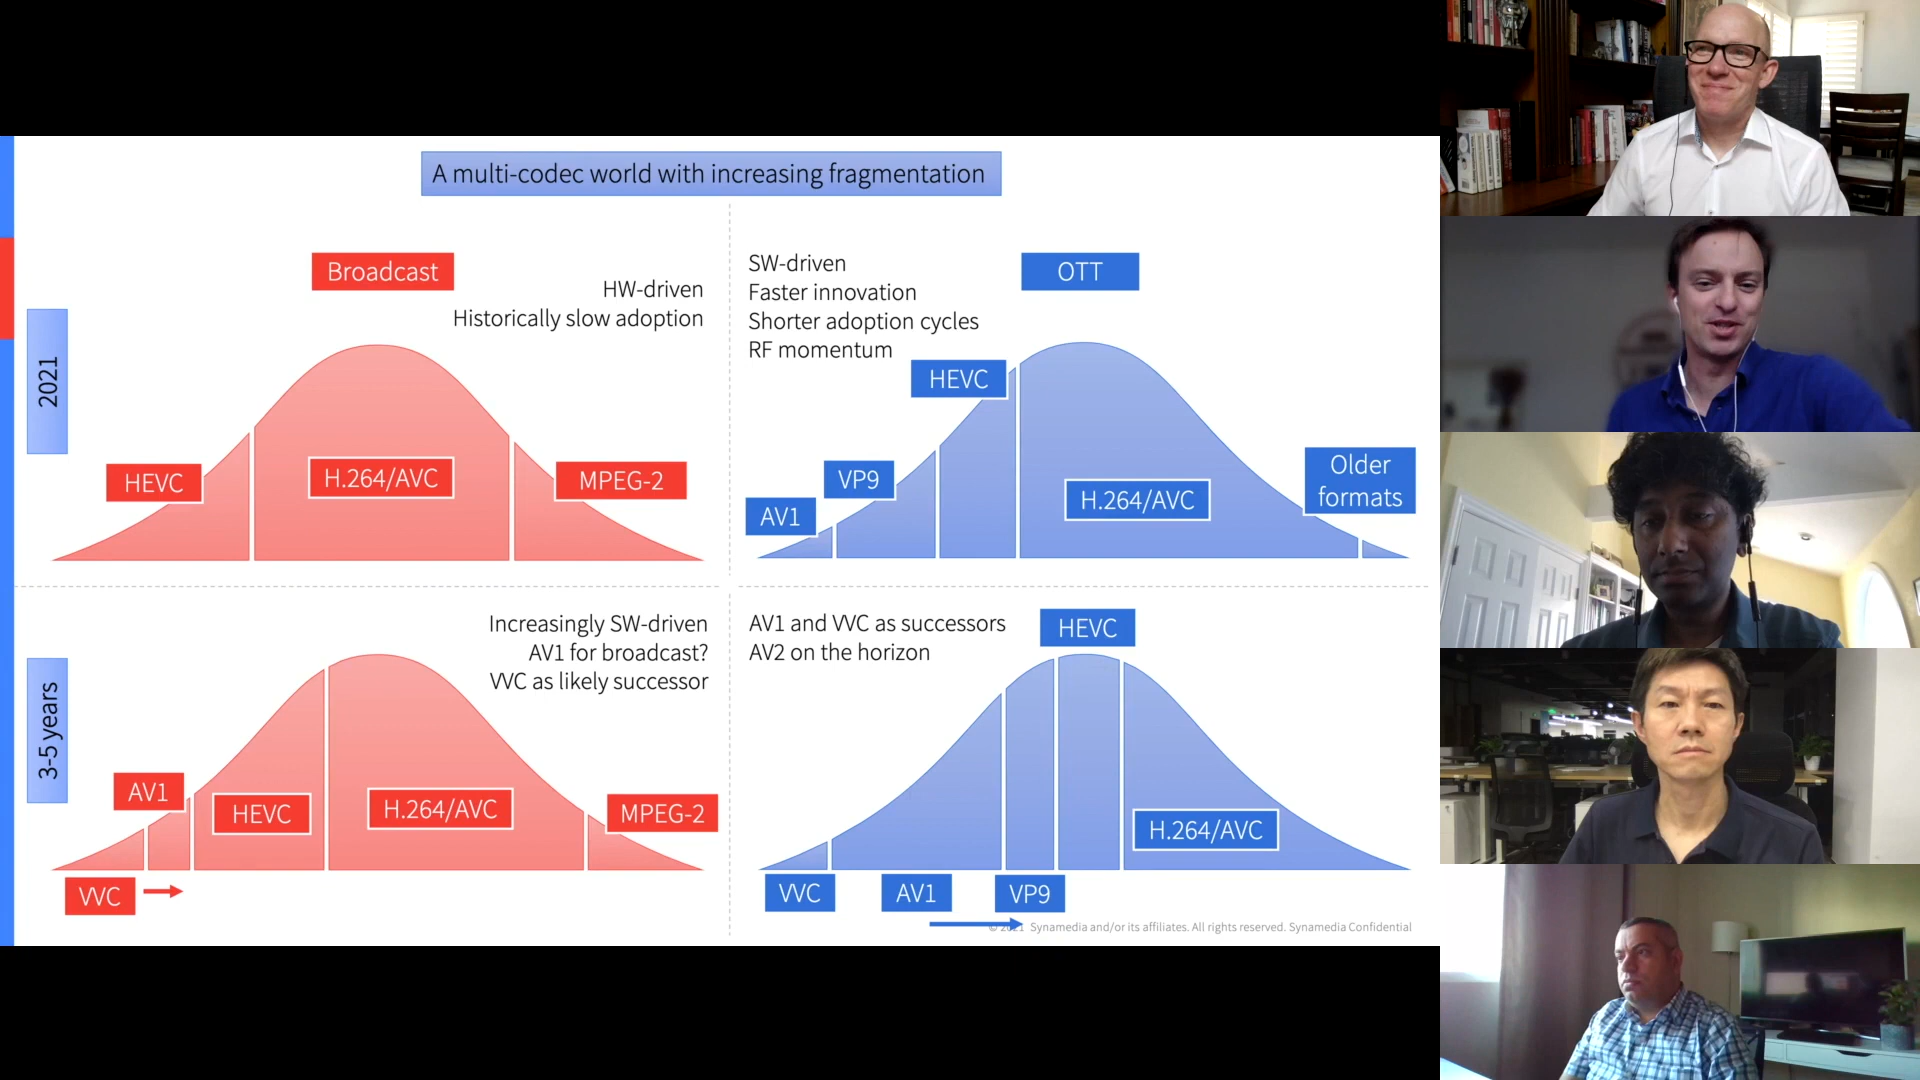 A multi-codec world with increasing fragmentation
Broadcast
HW-driven
Historically slow adoption
2021
HEVC
H.264/AVC
MPEG-2
SW-driven
Faster innovation
Shorter adoption cycles
RF momentum
OTT
HEVC
VP9
AV1
H.264/AVC
Older
formats
3-5 years
Increasingly SW-driven
AV1 for broadcast?
VVC as likely successor
AV1
HEVC
H.264/AVC
MPEG-2
VVC
AV1 and VVC as successors
AV2 on the horizon
HEVC
H.264/AVC
VVC
AV1
VP9
© 2021 Synamedia and/or its affiliates. All rights reserved. Synamedia Confidential